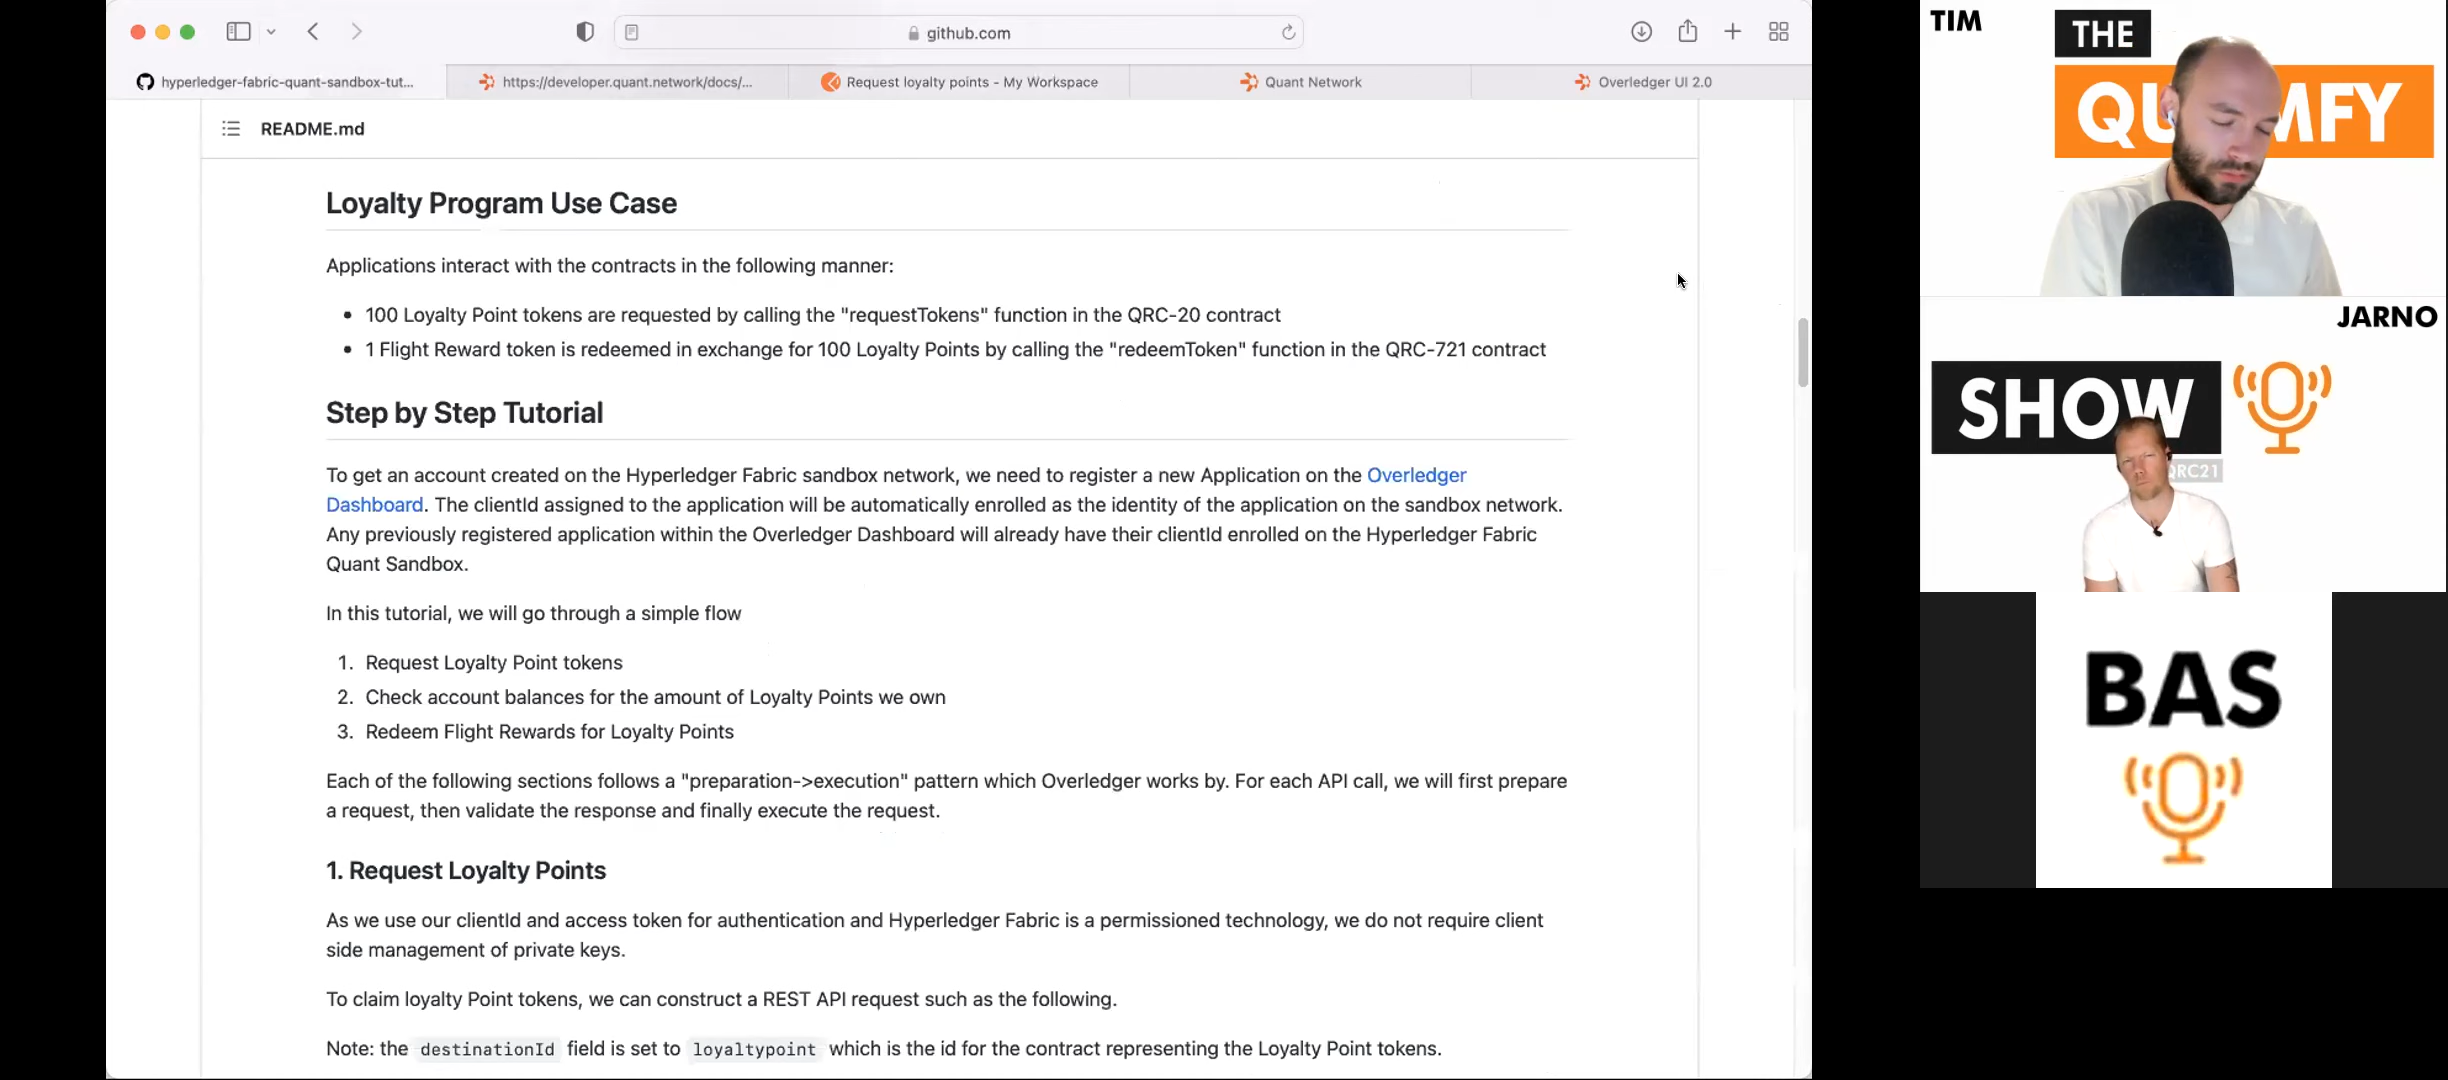 github.com
hyperledger-fabric-quant-sandbox-tut...
https://developer.quant.network/docs/...
Request loyalty points - My Workspace
Quant Network
Overledger UI 2.0
README.md
Loyalty Program Use Case
Applications interact with the contracts in the following manner:
100 Loyalty Point tokens are requested by calling the "requestTokens" function in the QRC-20 contract
1 Flight Reward token is redeemed in exchange for 100 Loyalty Points by calling the "redeemToken" function in the QRC-721 contract
Step by Step Tutorial
To get an account created on the Hyperledger Fabric sandbox network, we need to register a new Application on the Overledger
Dashboard. The clientId assigned to the application will be automatically enrolled as the identity of the application on the sandbox network.
Any previously registered application within the Overledger Dashboard will already have their clientId enrolled on the Hyperledger Fabric
Quant Sandbox.
In this tutorial, we will go through a simple flow
1. Request Loyalty Point tokens
2. Check account balances for the amount of Loyalty Points we own
3. Redeem Flight Rewards for Loyalty Points
Each of the following sections follows a "preparation->execution" pattern which Overledger works by. For each API call, we will first prepare
a request, then validate the response and finally execute the request.
1. Request Loyalty Points
As we use our clientId and access token for authentication and Hyperledger Fabric is a permissioned technology, we do not require client
side management of private keys.
To claim loyalty Point tokens, we can construct a REST API request such as the following.
Note: the destinationId field is set to loyaltypoint which is the id for the contract representing the Loyalty Point tokens.
TIM
THE
JARNO
SHOW
BAS